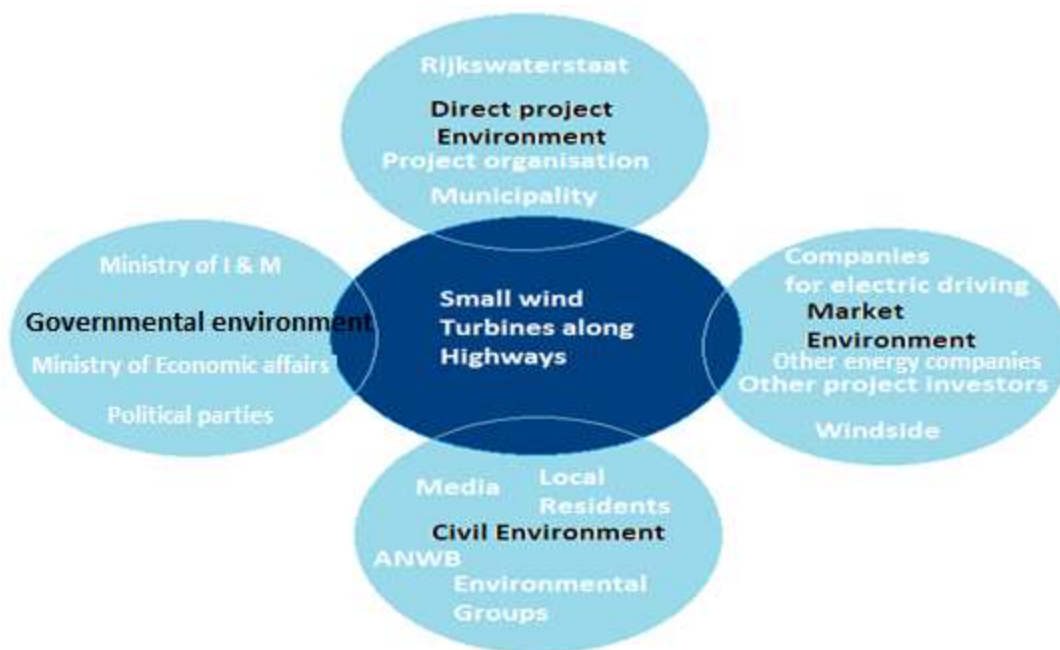 Rijkswaterstaat
Direct project
Environment
Project organisation
Municipality
Ministry of I & M
Governmental environment
Ministry of Economic affairs
Political parties
Small wind
Turbines along
Highways
Companies
for electric driving
Market
Environment
Other energy companies
Other project investors
Windside
Media
Local
Residents
Civil Environment
ANWB
Environmental
Groups